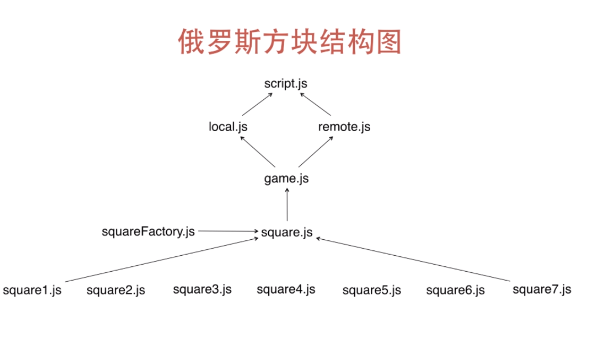 俄罗斯方块结构图
script.js
local.js remote.js
game.js
squareFactory.js square.js
square1.js square2.js square3.js square4.js square5.js square6.js square7.js